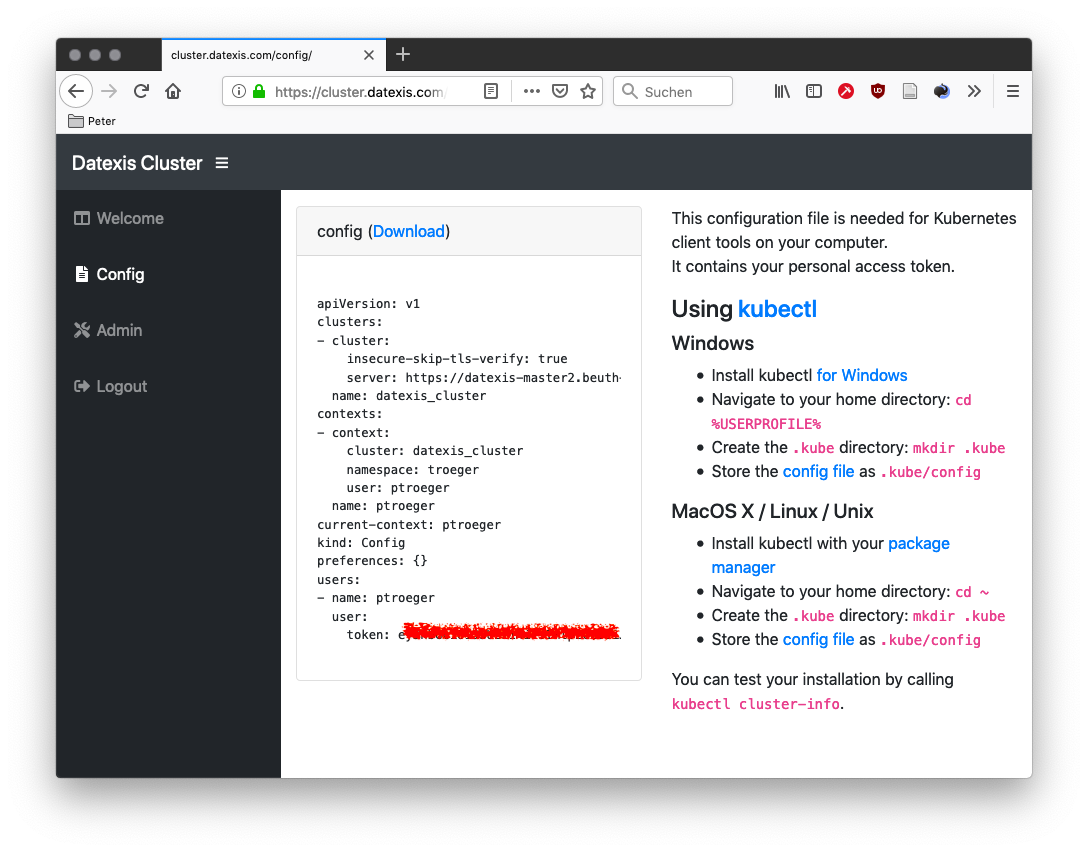 cluster.datexis.com/config/
https://cluster.datexis.com/
Suchen
Peter
Datexis Cluster
Welcome
Config
Admin
Logout
config (Download)
apiVersion: v1
clusters:
- cluster:
    insecure-skip-tls-verify: true
    server: https://datexis-master2.beuth-
  name: datexis_cluster
contexts:
- context:
    cluster: datexis_cluster
    namespace: troeger
    user: ptroeger
  name: ptroeger
current-context: ptroeger
kind: Config
preferences: {}
users:
- name: ptroeger
  user:
    token:
This configuration file is needed for Kubernetes
client tools on your computer.
It contains your personal access token.
Using kubectl
Windows
• Install kubectl for Windows
• Navigate to your home directory: cd
%USERPROFILE%
• Create the .kube directory: mkdir .kube
• Store the config file as .kube/config
MacOS X / Linux / Unix
• Install kubectl with your package
manager
• Navigate to your home directory: cd ~
• Create the .kube directory: mkdir .kube
• Store the config file as .kube/config
You can test your installation by calling
kubectl cluster-info.